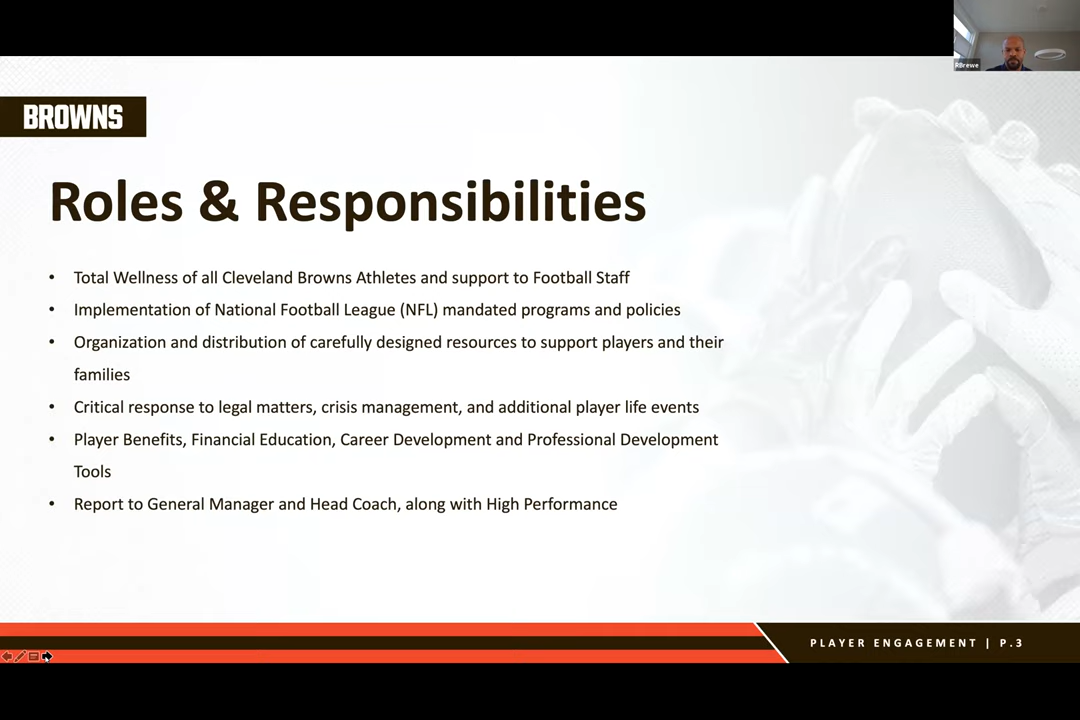 RBrewe
BROWNS
Roles & Responsibilities
• Total Wellness of all Cleveland Browns Athletes and support to Football Staff
• Implementation of National Football League (NFL) mandated programs and policies
• Organization and distribution of carefully designed resources to support players and their
families
• Critical response to legal matters, crisis management, and additional player life events
• Player Benefits, Financial Education, Career Development and Professional Development
Tools
• Report to General Manager and Head Coach, along with High Performance
PLAYER ENGAGEMENT | P.3